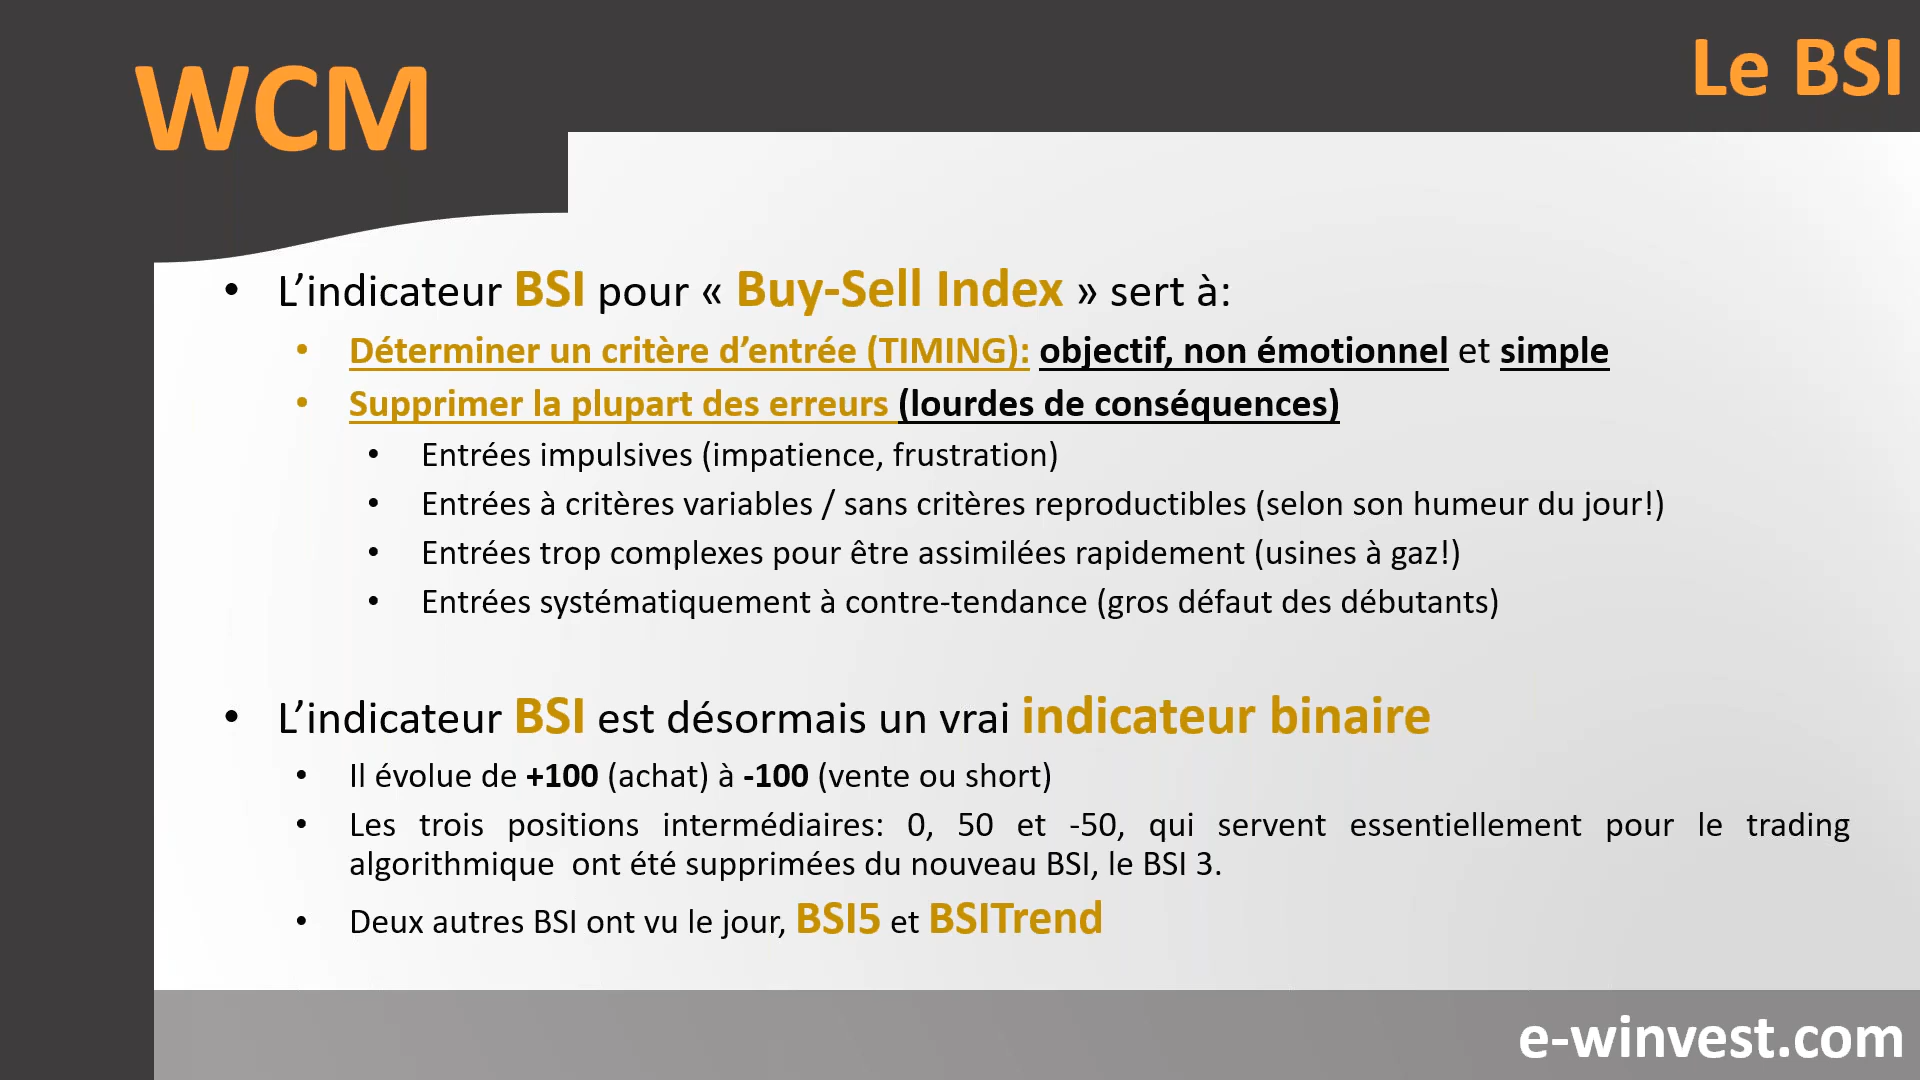 WCM
Le BSI
• L’indicateur BSI pour « Buy-Sell Index » sert à:
• Déterminer un critère d’entrée (TIMING): objectif, non émotionnel et simple
• Supprimer la plupart des erreurs (lourdes de conséquences)
• Entrées impulsives (impatience, frustration)
• Entrées à critères variables / sans critères reproductibles (selon son humeur du jour!)
• Entrées trop complexes pour être assimilées rapidement (usines à gaz!)
• Entrées systématiquement à contre-tendance (gros défaut des débutants)
• L’indicateur BSI est désormais un vrai indicateur binaire
• Il évolue de +100 (achat) à -100 (vente ou short)
• Les trois positions intermédiaires: 0, 50 et -50, qui servent essentiellement pour le trading
algorithmique ont été supprimées du nouveau BSI, le BSI 3.
• Deux autres BSI ont vu le jour, BSI5 et BSITrend
e-winvest.com